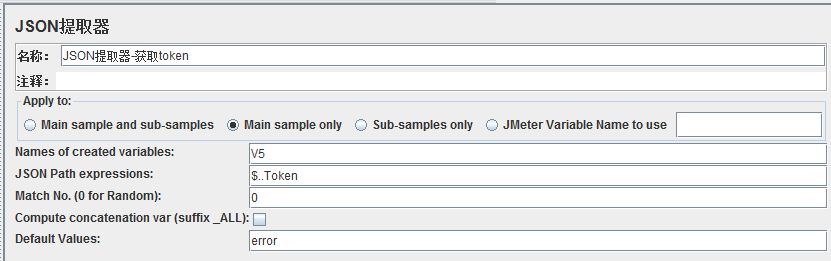 JSON提取器
名称： JSON提取器-获取token
注释：
Apply to:
Main sample and sub-samples Main sample only Sub-samples only JMeter Variable Name to use
Names of created variables: V5
JSON Path expressions: $..Token
Match No. (0 for Random): 0
Compute concatenation var (suffix _ALL):
Default Values: error